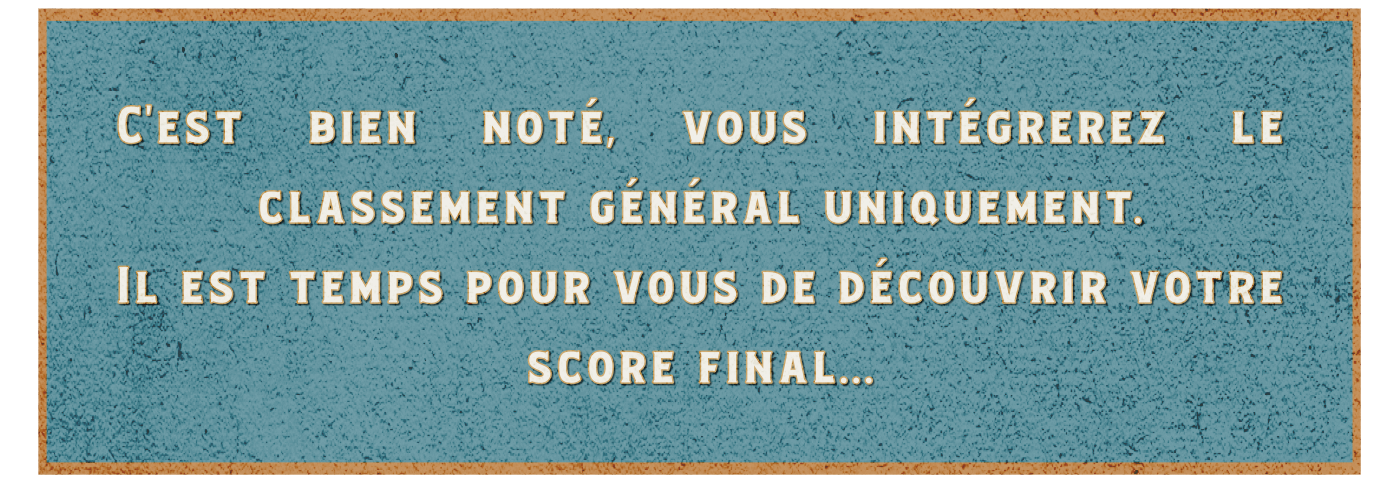 C'est bien noté, vous intégrerez le
classement général uniquement.
Il est temps pour vous de découvrir votre
score final...